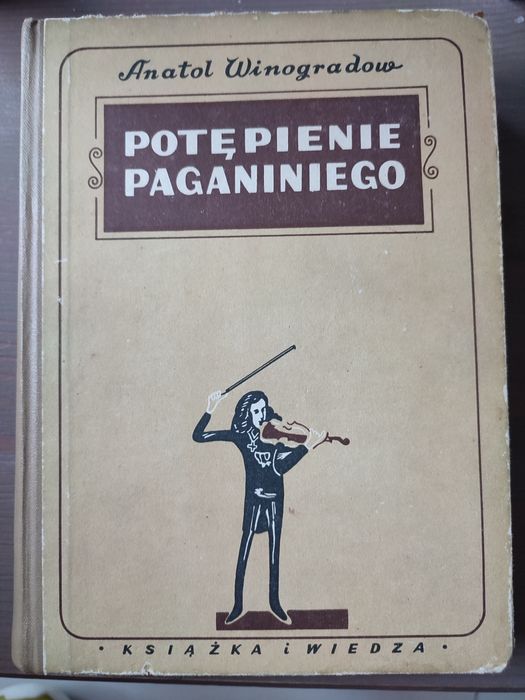 Anatol Winogradow
POTĘPIENIE
PAGANINIEGO
• KSIĄŻKA i WIEDZA •